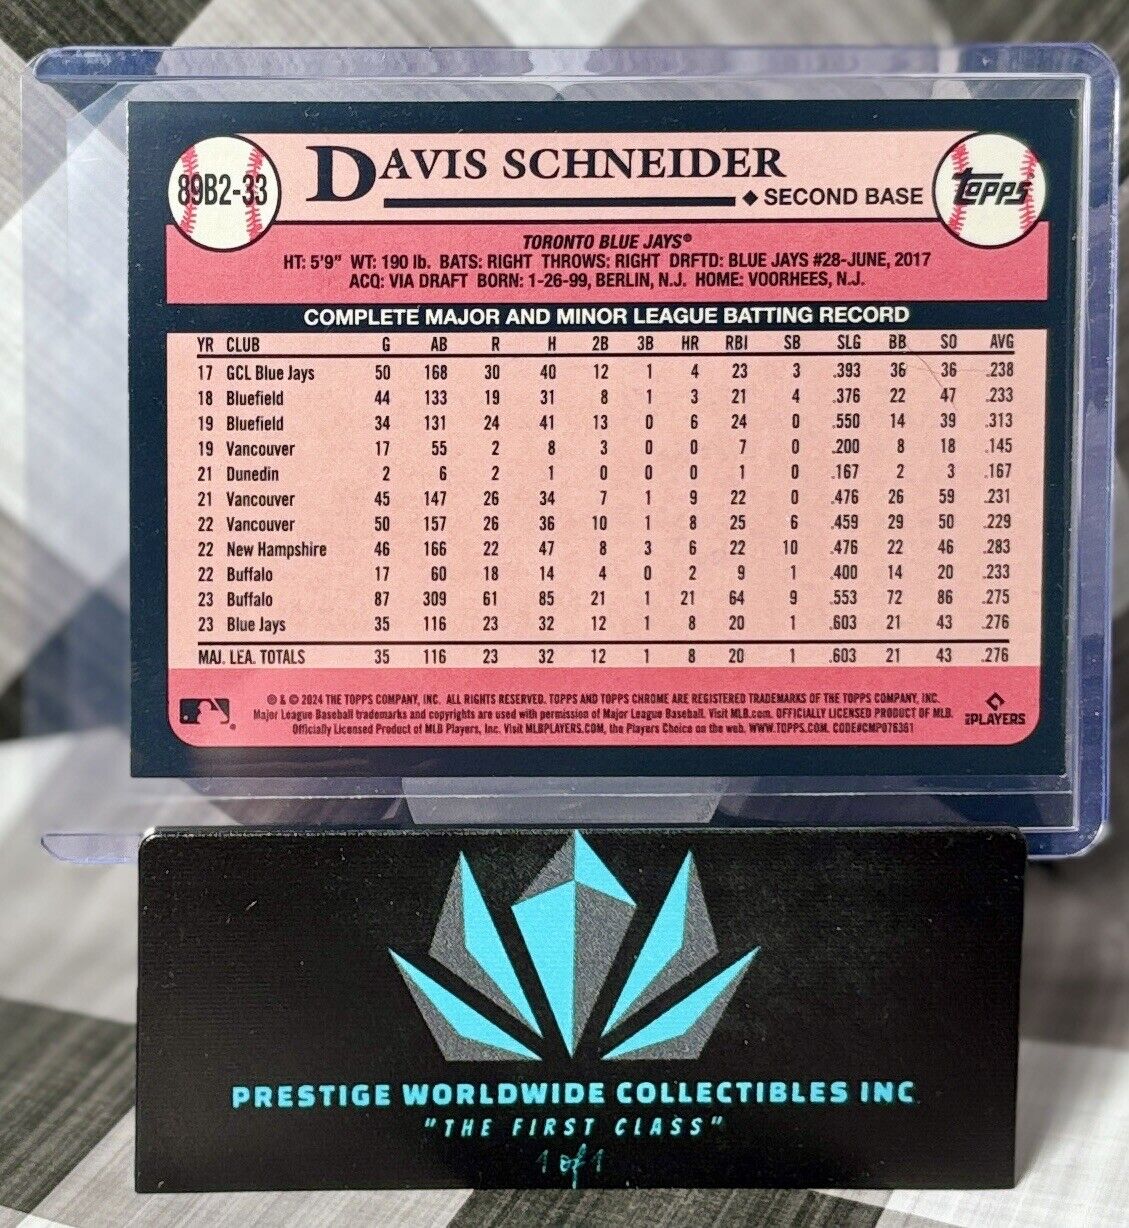 89B2-33
DAVIS SCHNEIDER
◆ SECOND BASE
TOPPS
TORONTO BLUE JAYS®
HT: 5'9" WT: 190 lb. BATS: RIGHT THROWS: RIGHT DRFTD: BLUE JAYS #28-JUNE, 2017
ACQ: VIA DRAFT BORN: 1-26-99, BERLIN, N.J. HOME: VOORHEES, N.J.
COMPLETE MAJOR AND MINOR LEAGUE BATTING RECORD
YR CLUB G AB R H 2B 3B HR RBI SB SLG BB SO AVG
17 GCL Blue Jays 50 168 30 40 12 1 4 23 3 .393 36 36 .238
18 Bluefield 44 133 19 31 8 1 3 21 4 .376 22 47 .233
19 Bluefield 34 131 24 41 13 0 6 24 0 .550 14 39 .313
19 Vancouver 17 55 2 8 3 0 0 7 0 .200 8 18 .145
21 Dunedin 2 6 2 1 0 0 0 1 0 .167 2 3 .167
21 Vancouver 45 147 26 34 7 1 9 22 0 .476 26 59 .231
22 Vancouver 50 157 26 36 10 1 8 25 6 .459 29 50 .229
22 New Hampshire 46 166 22 47 8 3 6 22 10 .476 22 46 .283
22 Buffalo 17 60 18 14 4 0 2 9 1 .400 14 20 .233
23 Buffalo 87 309 61 85 21 1 21 64 9 .553 72 86 .275
23 Blue Jays 35 116 23 32 12 1 8 20 1 .603 21 43 .276
MAJ. LEA. TOTALS 35 116 23 32 12 1 8 20 1 .603 21 43 .276
® & © 2024 THE TOPPS COMPANY, INC. ALL RIGHTS RESERVED. TOPPS AND TOPPS CHROME ARE REGISTERED TRADEMARKS OF THE TOPPS COMPANY, INC.
Major League Baseball trademarks and copyrights are used with permission of Major League Baseball. Visit MLB.com. OFFICIALLY LICENSED PRODUCT OF MLB
Officially Licensed Product of MLB Players, Inc. Visit MLBPLAYERS.COM, the Players Choice on the web. WWW.TOPPS.COM. CODE#CMP076361
MLB PLAYERS
PRESTIGE WORLDWIDE COLLECTIBLES INC
"THE FIRST CLASS"
1 of 1